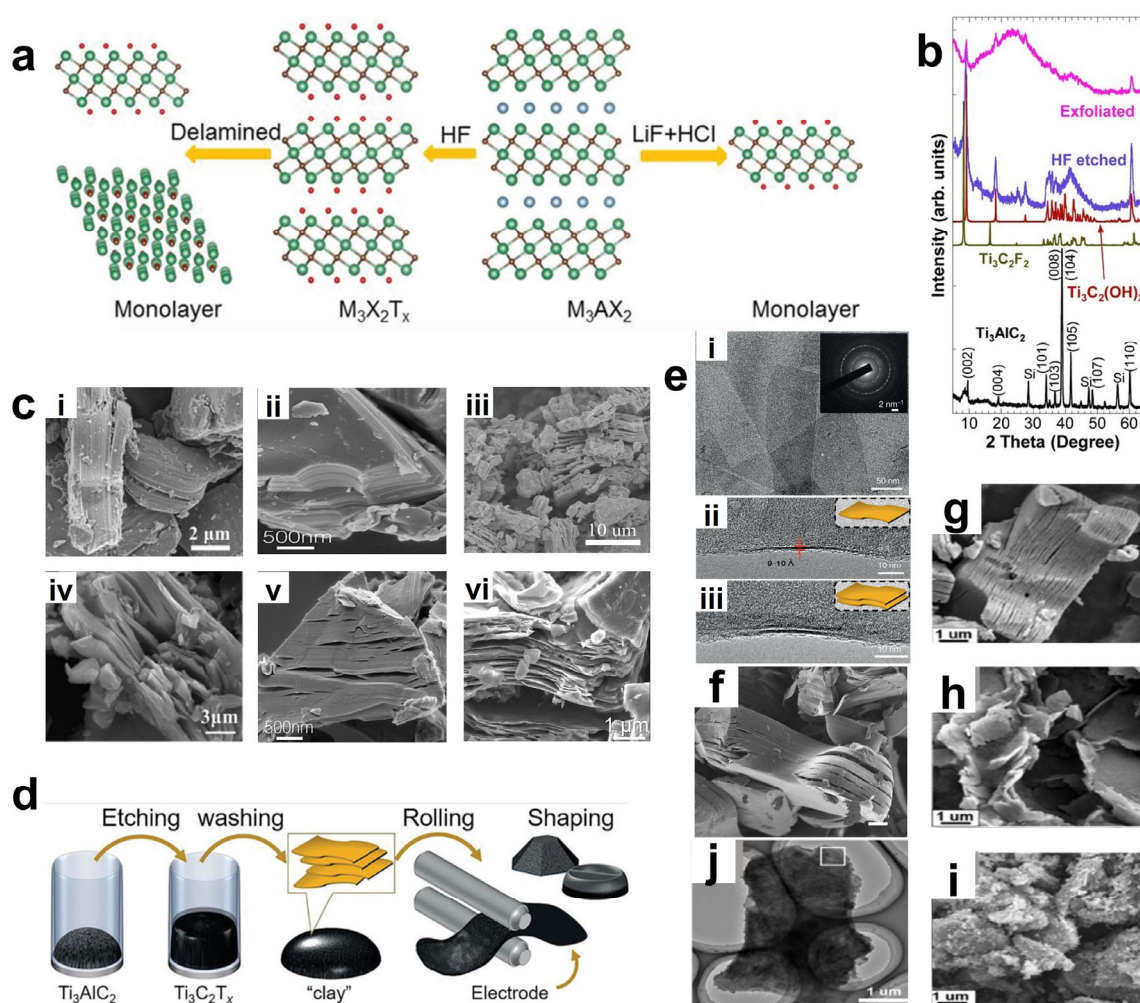 a
Delamined
HF
LiF+HCl
Monolayer
M₃X₂Tₓ
M₃AX₂
Monolayer
b
Intensity (arb. units)
Exfoliated
HF etched
Ti₃C₂F₂
Ti₃C₂(OH)₂
Ti₃AlC₂
(002)
(004)
Si
(101)
(103)
(008)
(104)
(105)
Si
(107)
Si
(110)
10 20 30 40 50 60
2 Theta (Degree)
c
i
2 µm
ii
500nm
iii
10 um
iv
3µm
v
500nm
vi
1 µm
d
Etching
washing
Rolling
Shaping
Ti₃AlC₂
Ti₃C₂Tₓ
"clay"
Electrode
e
i
2 nm⁻¹
50 nm
ii
9-10 Å
10 nm
iii
10 nm
f
g
1 um
h
1 um
i
1 um
j
1 um